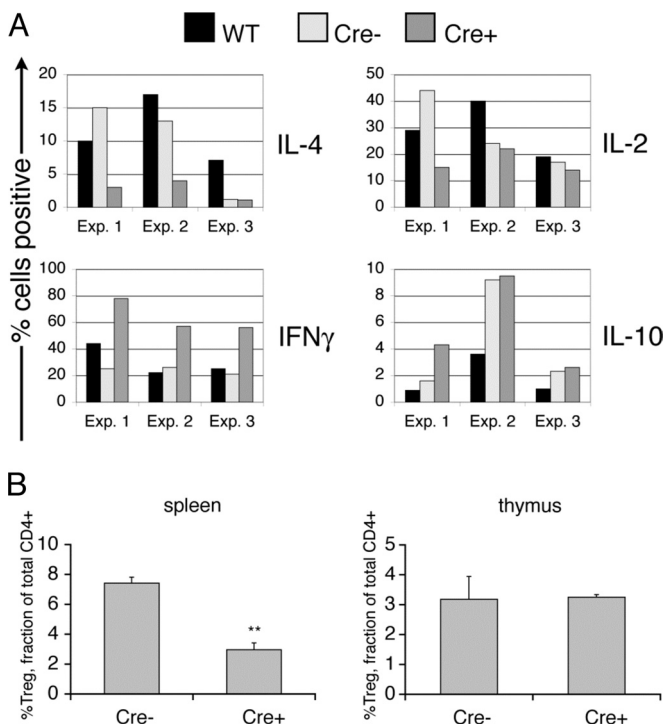 A
WT Cre- Cre+
% cells positive
20
15
10
5
0
Exp. 1 Exp. 2 Exp. 3
IL-4
50
40
30
20
10
0
Exp. 1 Exp. 2 Exp. 3
IL-2
100
80
60
40
20
0
Exp. 1 Exp. 2 Exp. 3
IFNγ
10
8
6
4
2
0
Exp. 1 Exp. 2 Exp. 3
IL-10
B
spleen
%Treg, fraction of total CD4+
10
8
6
4
2
0
**
Cre- Cre+
thymus
%Treg, fraction of total CD4+
5
4
3
2
1
0
Cre- Cre+